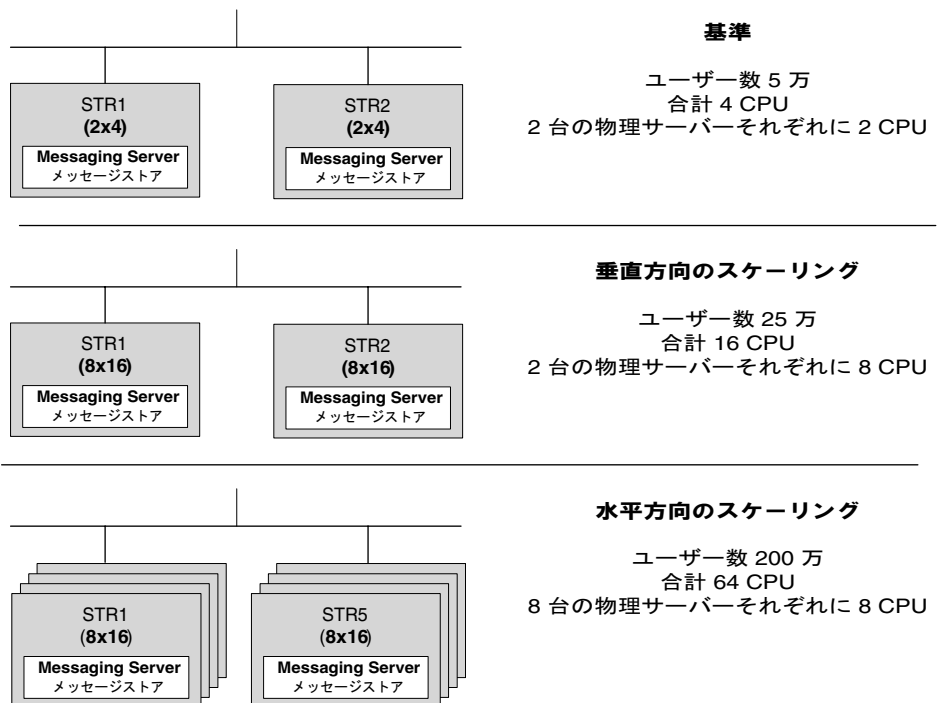 基準
ユーザー数 5 万
合計 4 CPU
2 台の物理サーバーそれぞれに 2 CPU
STR1
(2x4)
Messaging Server
メッセージストア
STR2
(2x4)
Messaging Server
メッセージストア
垂直方向のスケーリング
ユーザー数 25 万
合計 16 CPU
2 台の物理サーバーそれぞれに 8 CPU
STR1
(8x16)
Messaging Server
メッセージストア
STR2
(8x16)
Messaging Server
メッセージストア
水平方向のスケーリング
ユーザー数 200 万
合計 64 CPU
8 台の物理サーバーそれぞれに 8 CPU
STR1
(8x16)
Messaging Server
メッセージストア
STR5
(8x16)
Messaging Server
メッセージストア